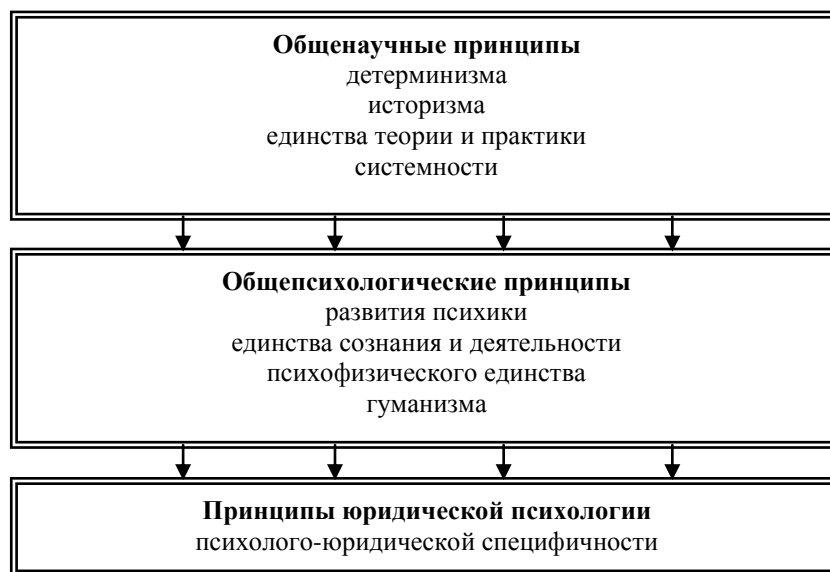 Общенаучные принципы
детерминизма
историзма
единства теории и практики
системности
Общепсихологические принципы
развития психики
единства сознания и деятельности
психофизического единства
гуманизма
Принципы юридической психологии
психолого-юридической специфичности